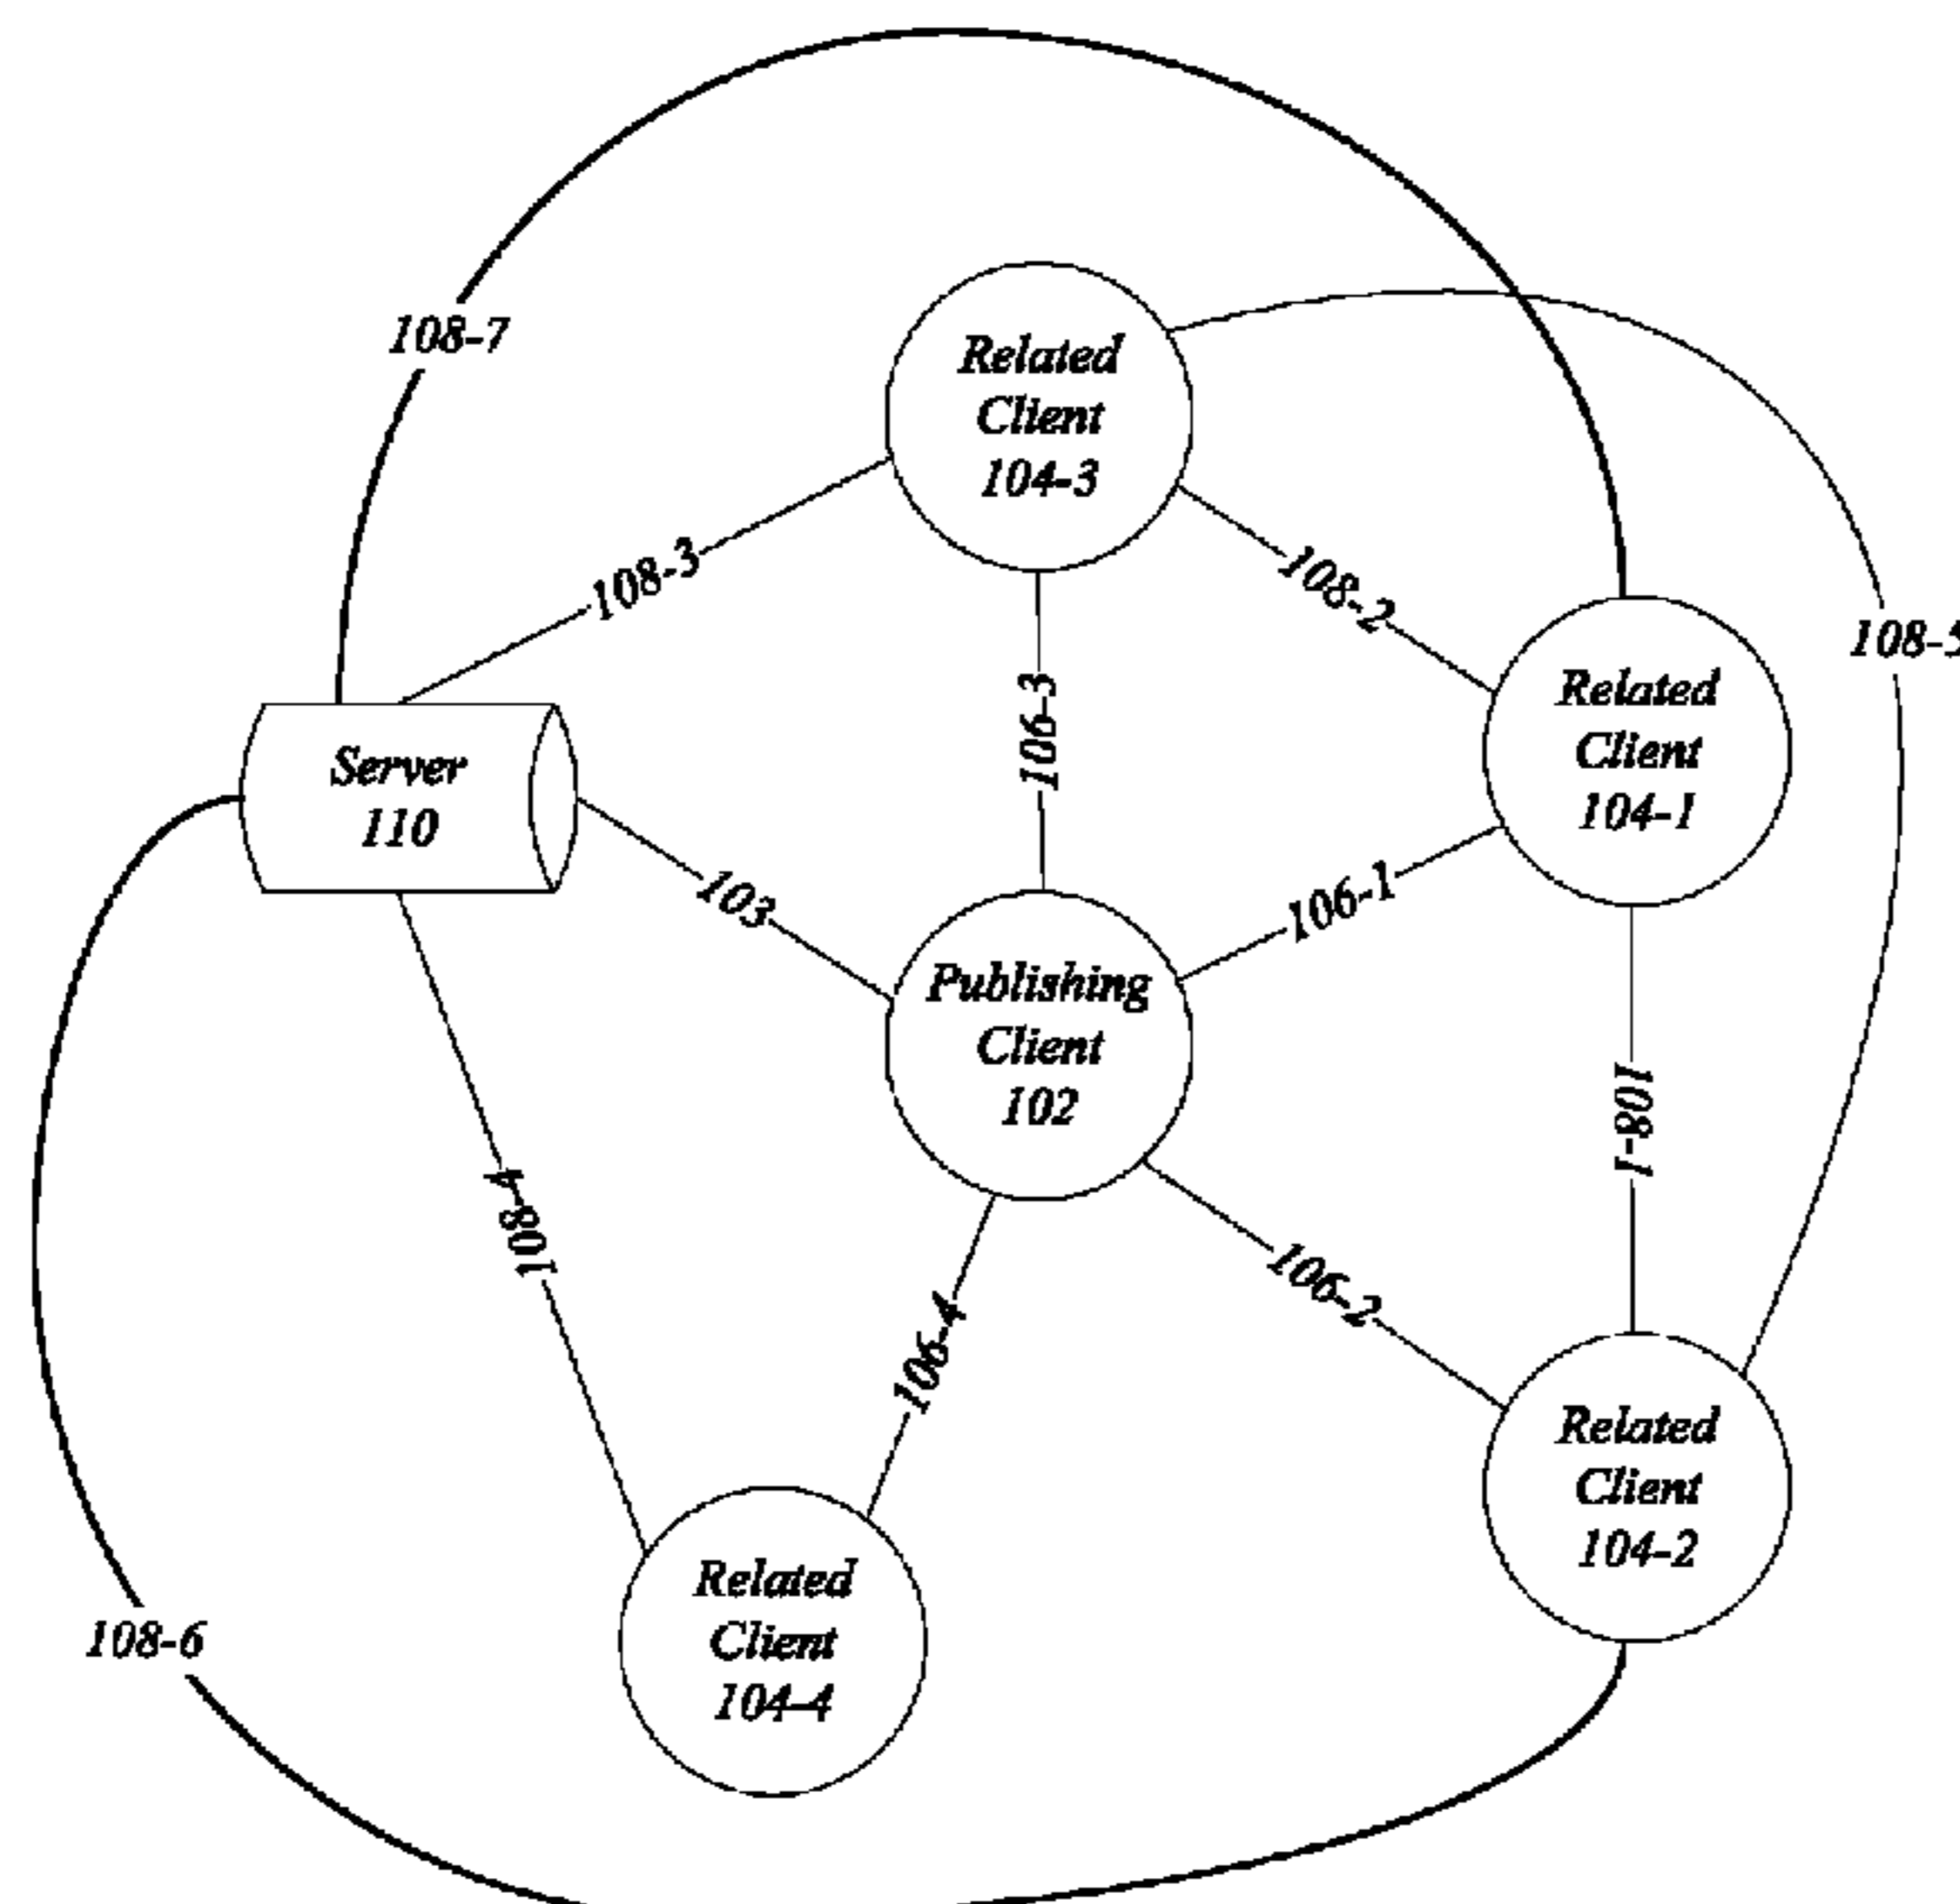 108-7
Related
Client
104-3
108-3
108-2
108-5
Related
Client
104-1
106-3
Server
110
103
106-1
Publishing
Client
102
108-1
108-4
106-4
106-2
Related
Client
104-2
Related
Client
104-4
108-6